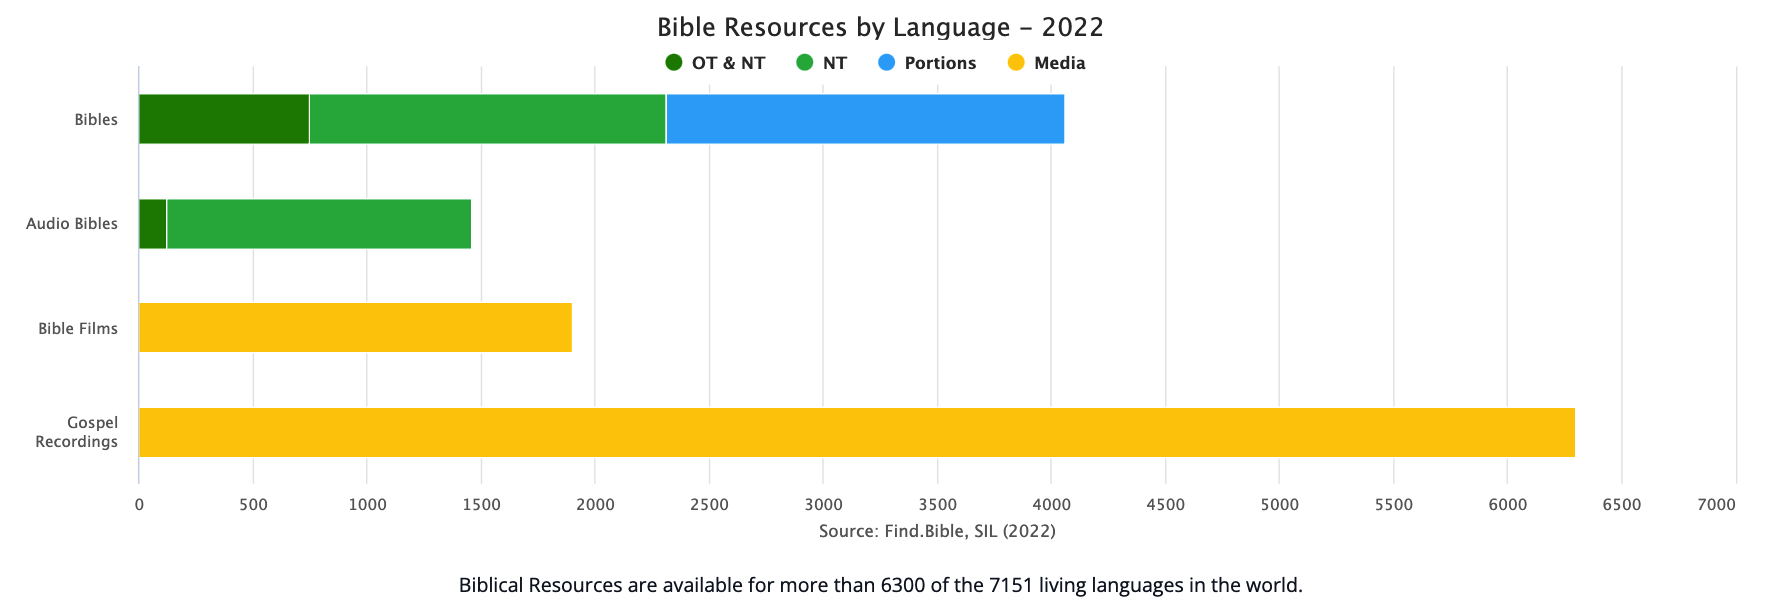 Bible Resources by Language – 2022
OT & NT NT Portions Media
Bibles
Audio Bibles
Bible Films
Gospel
Recordings
0 500 1000 1500 2000 2500 3000 3500 4000 4500 5000 5500 6000 6500 7000
Source: Find.Bible, SIL (2022)
Biblical Resources are available for more than 6300 of the 7151 living languages in the world.